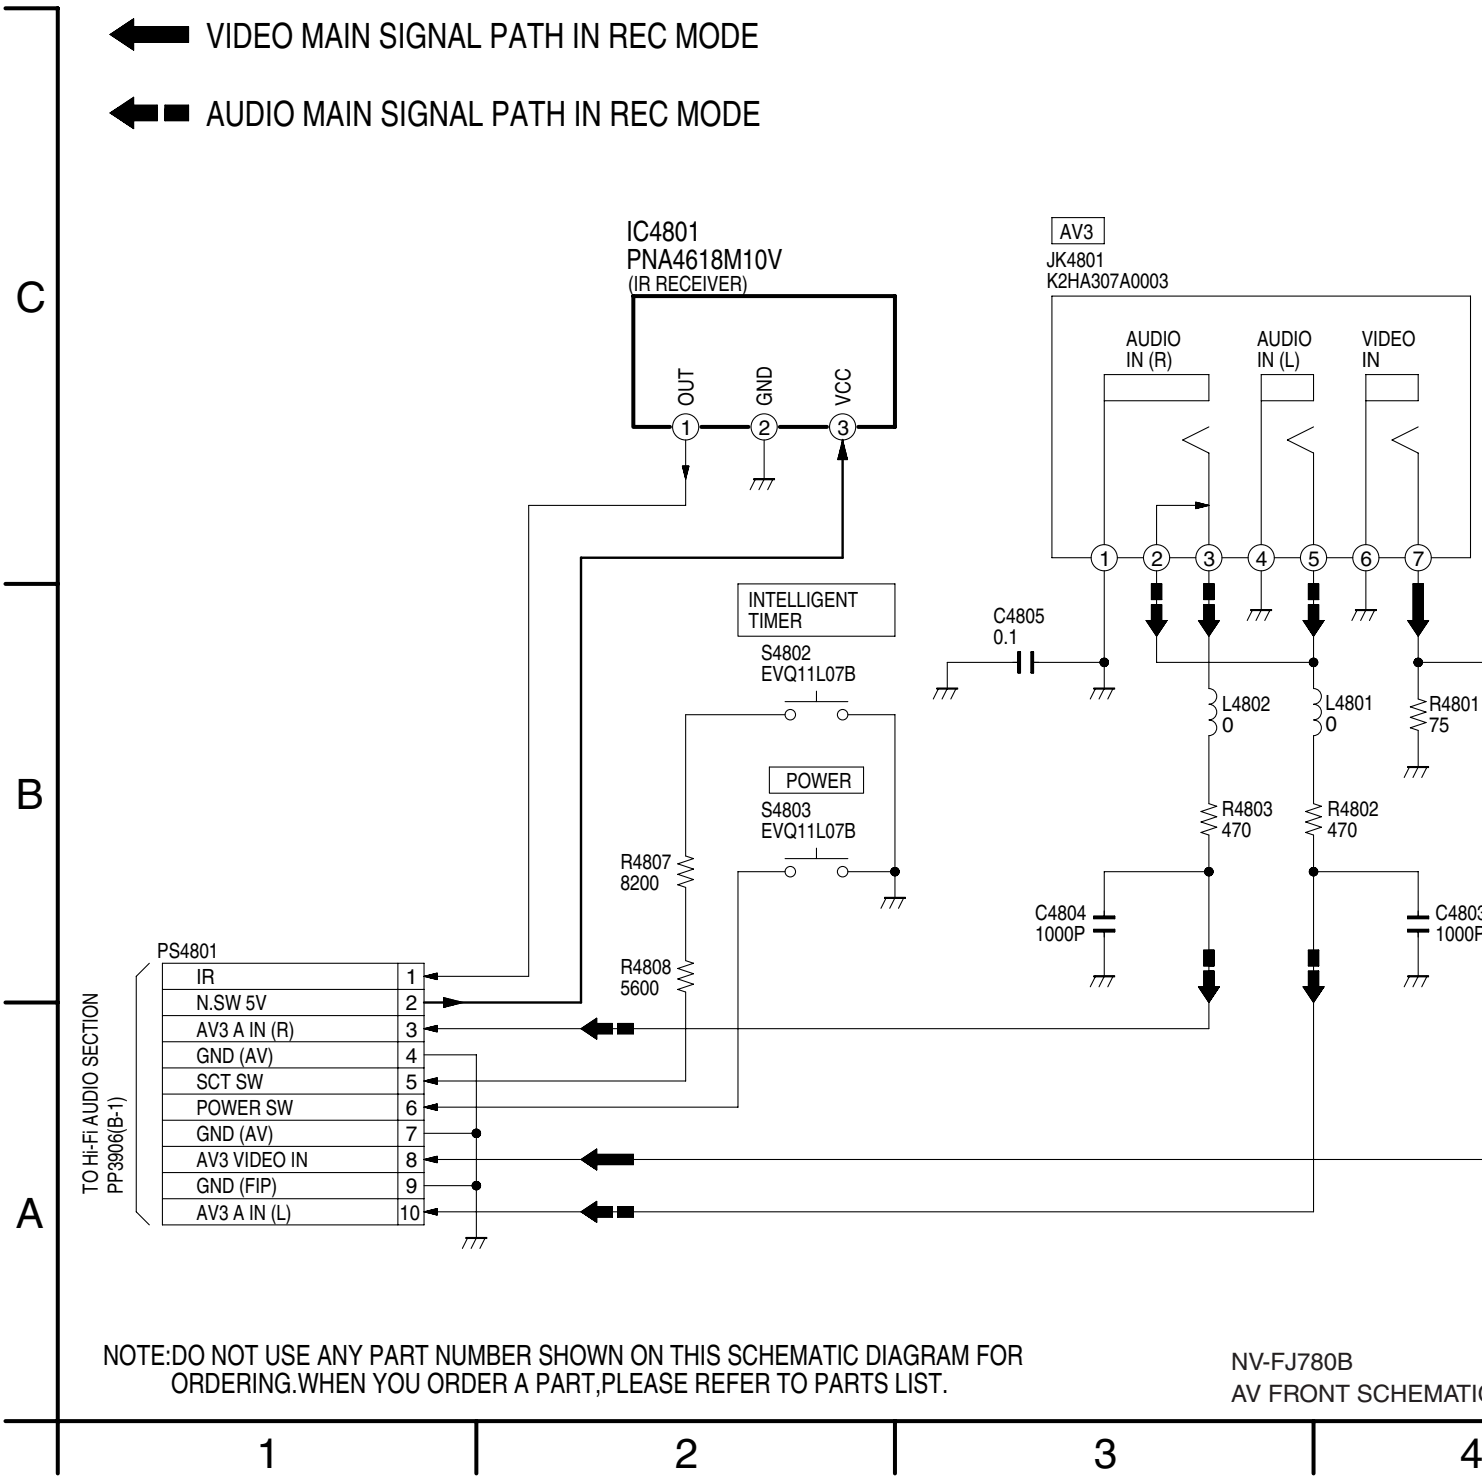 VIDEO MAIN SIGNAL PATH IN REC MODE
AUDIO MAIN SIGNAL PATH IN REC MODE
C
IC4801
PNA4618M10V
(IR RECEIVER)
OUT
GND
VCC
1
2
3
AV3
JK4801
K2HA307A0003
AUDIO
IN (R)
AUDIO
IN (L)
VIDEO
IN
1
2
3
4
5
6
7
B
INTELLIGENT
TIMER
S4802
EVQ11L07B
POWER
S4803
EVQ11L07B
R4807
8200
R4808
5600
C4805
0.1
L4802
0
L4801
0
R4801
75
R4803
470
R4802
470
C4804
1000P
C4803
1000P
A
TO Hi-Fi AUDIO SECTION
PP3906(B-1)
PS4801
IR 1
N.SW 5V 2
AV3 A IN (R) 3
GND (AV) 4
SCT SW 5
POWER SW 6
GND (AV) 7
AV3 VIDEO IN 8
GND (FIP) 9
AV3 A IN (L) 10
NOTE:DO NOT USE ANY PART NUMBER SHOWN ON THIS SCHEMATIC DIAGRAM FOR
ORDERING.WHEN YOU ORDER A PART,PLEASE REFER TO PARTS LIST.
NV-FJ780B
AV FRONT SCHEMATIC
1
2
3
4